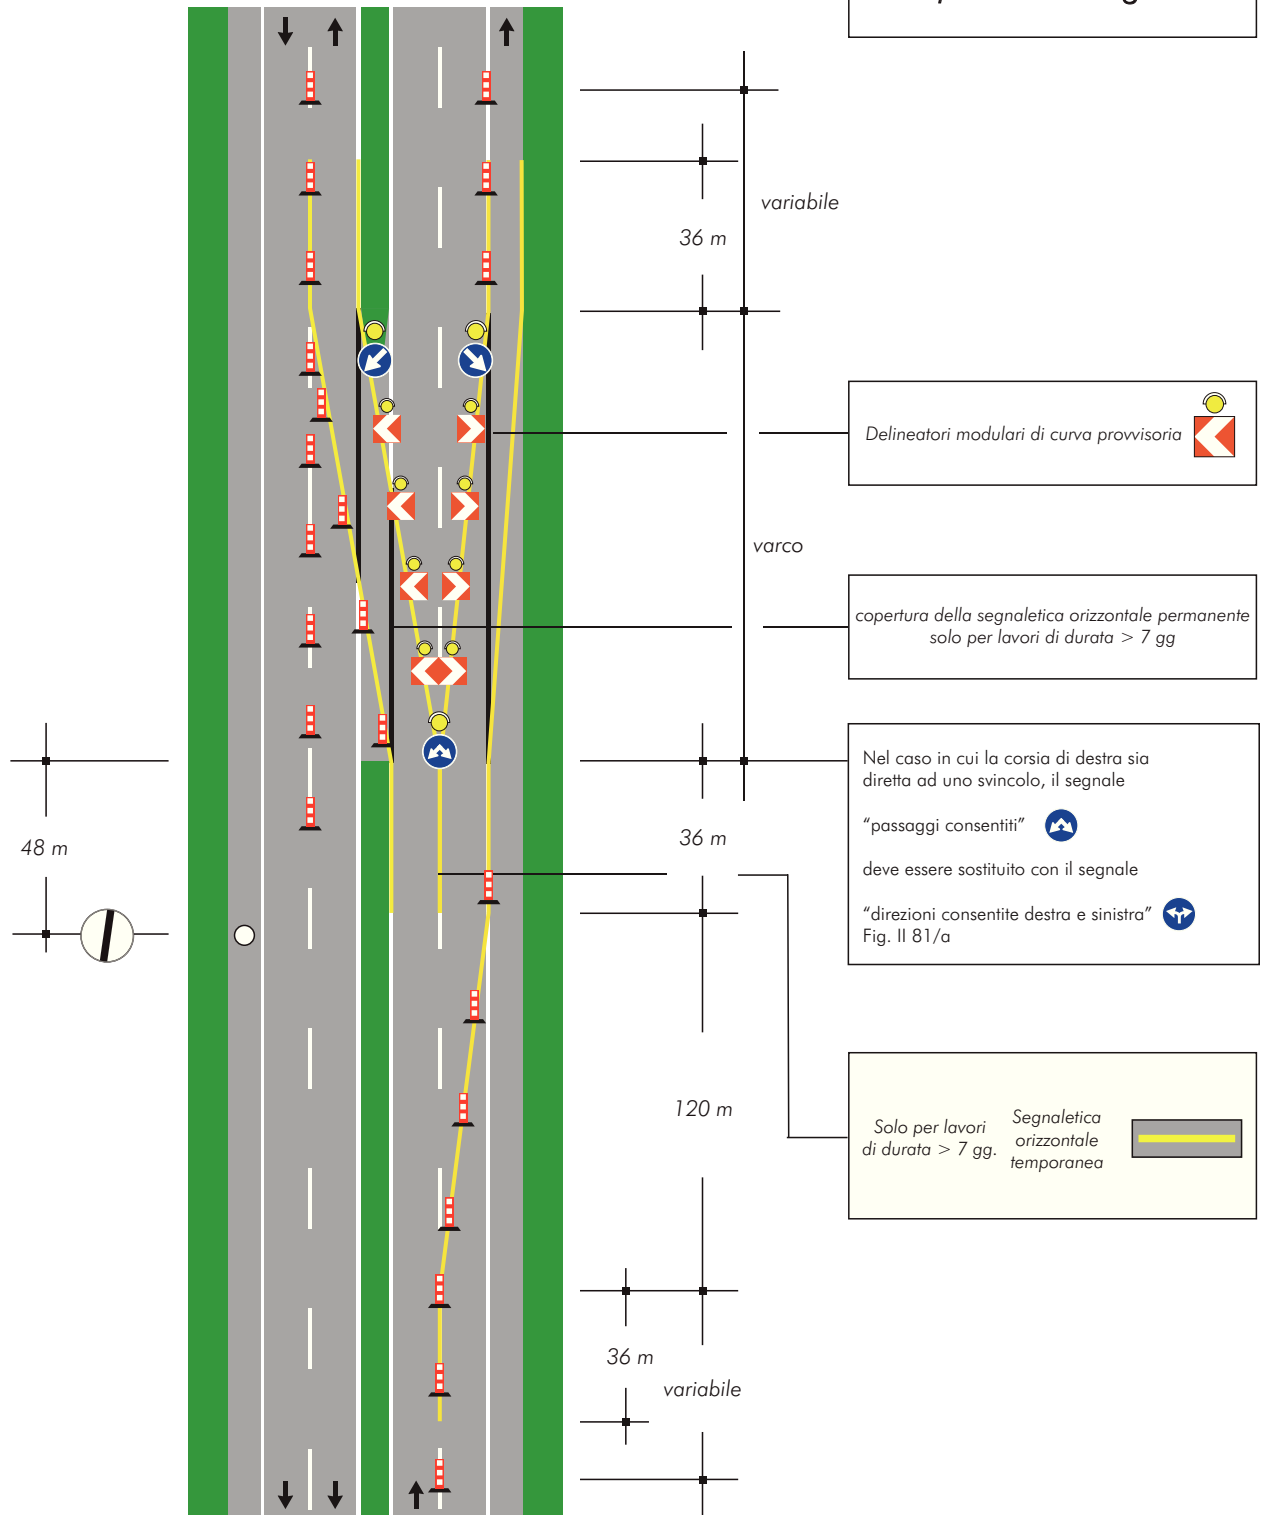 variabile
36 m
Delineatori modulari di curva provvisoria
varco
copertura della segnaletica orizzontale permanente
solo per lavori di durata > 7 gg
Nel caso in cui la corsia di destra sia
diretta ad uno svincolo, il segnale
“passaggi consentiti”
deve essere sostituito con il segnale
“direzioni consentite destra e sinistra”
Fig. II 81/a
36 m
48 m
120 m
Solo per lavori
di durata > 7 gg.
Segnaletica
orizzontale
temporanea
36 m
variabile